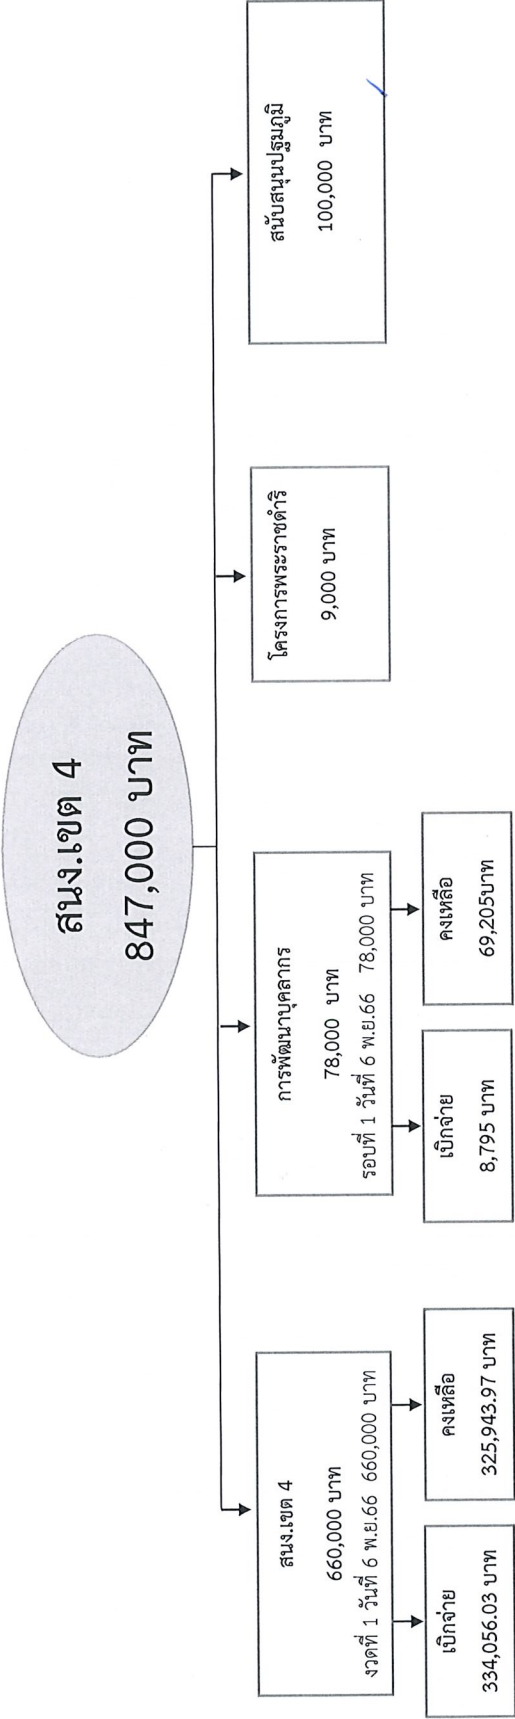 สนง.เขต 4
847,000 บาท
สนง.เขต 4
660,000 บาท
งวดที่ 1 วันที่ 6 พ.ย.66 660,000 บาท
เบิกจ่าย
334,056.03 บาท
คงเหลือ
325,943.97 บาท
การพัฒนาบุคลากร
78,000 บาท
รอบที่ 1 วันที่ 6 พ.ย.66 78,000 บาท
เบิกจ่าย
8,795 บาท
คงเหลือ
69,205บาท
โครงการพระราชดำริ
9,000 บาท
สนับสนุนปฐมภูมิ
100,000 บาท